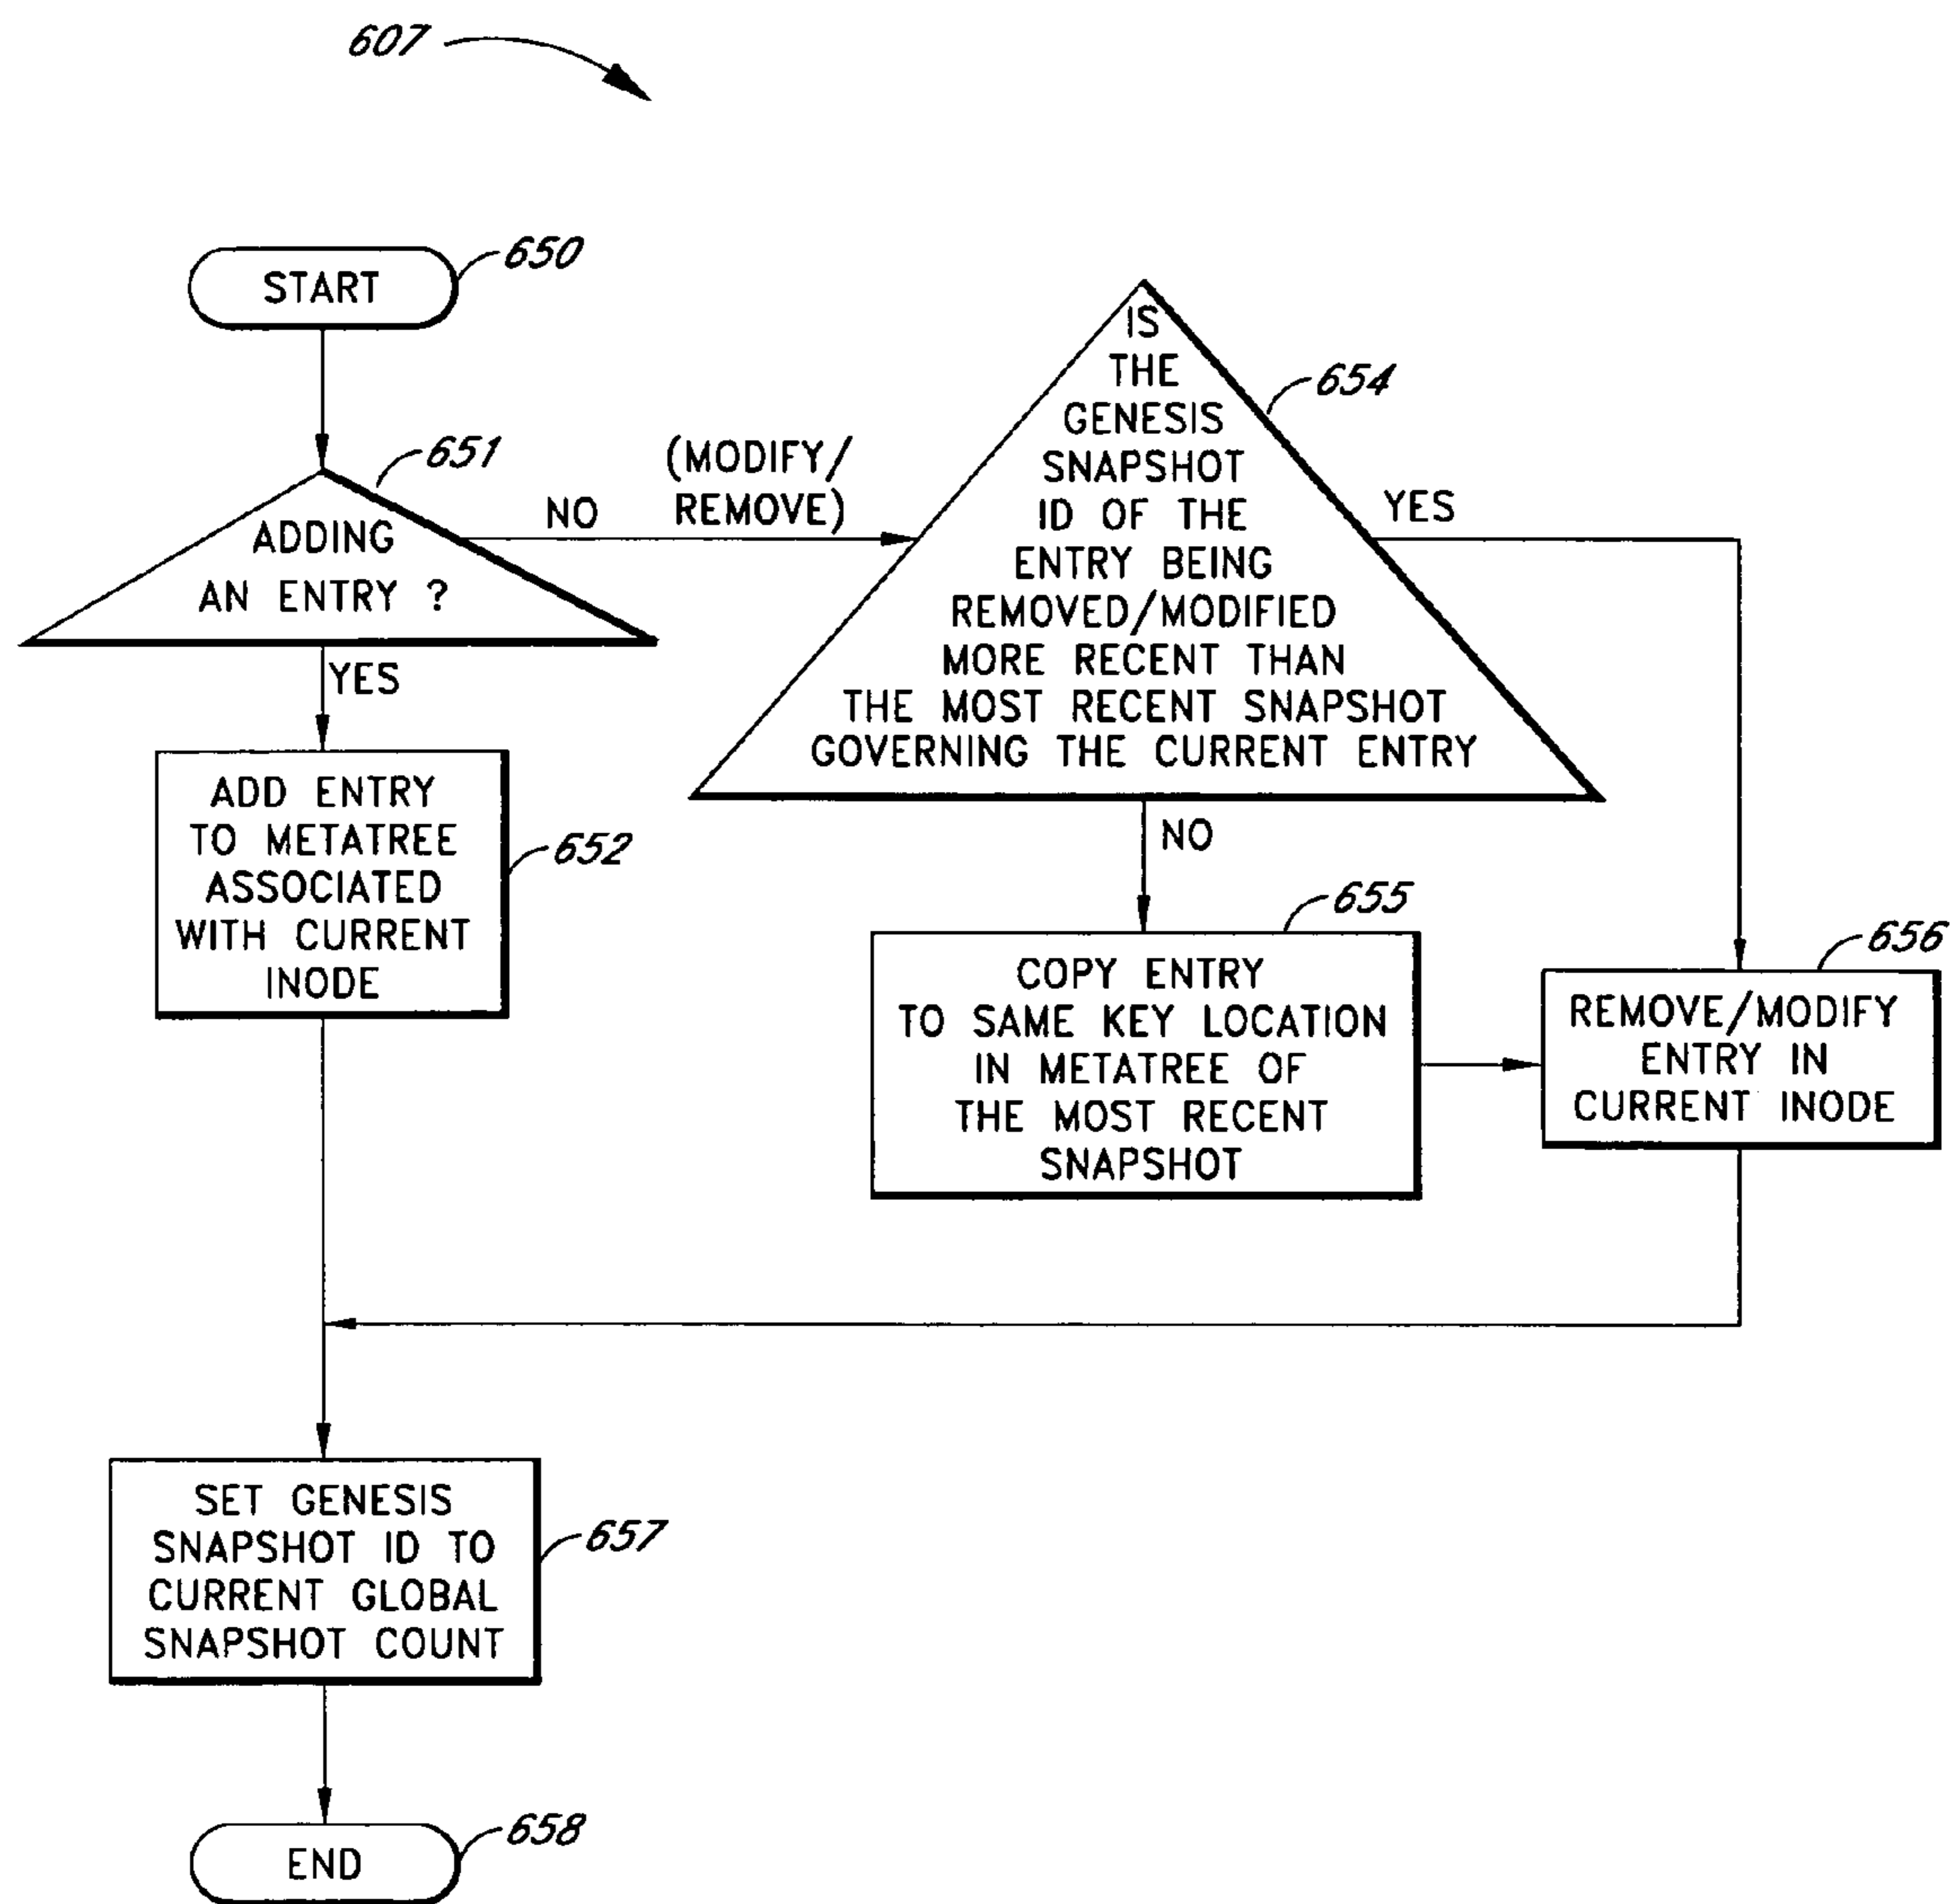 607
START
650
651
ADDING
AN ENTRY ?
NO
(MODIFY/
REMOVE)
YES
ADD ENTRY
TO METATREE
ASSOCIATED
WITH CURRENT
INODE
652
IS
THE
GENESIS
SNAPSHOT
ID OF THE
ENTRY BEING
REMOVED/MODIFIED
MORE RECENT THAN
THE MOST RECENT SNAPSHOT
GOVERNING THE CURRENT ENTRY
654
YES
NO
655
COPY ENTRY
TO SAME KEY LOCATION
IN METATREE OF
THE MOST RECENT
SNAPSHOT
656
REMOVE/MODIFY
ENTRY IN
CURRENT INODE
SET GENESIS
SNAPSHOT ID TO
CURRENT GLOBAL
SNAPSHOT COUNT
657
END
658